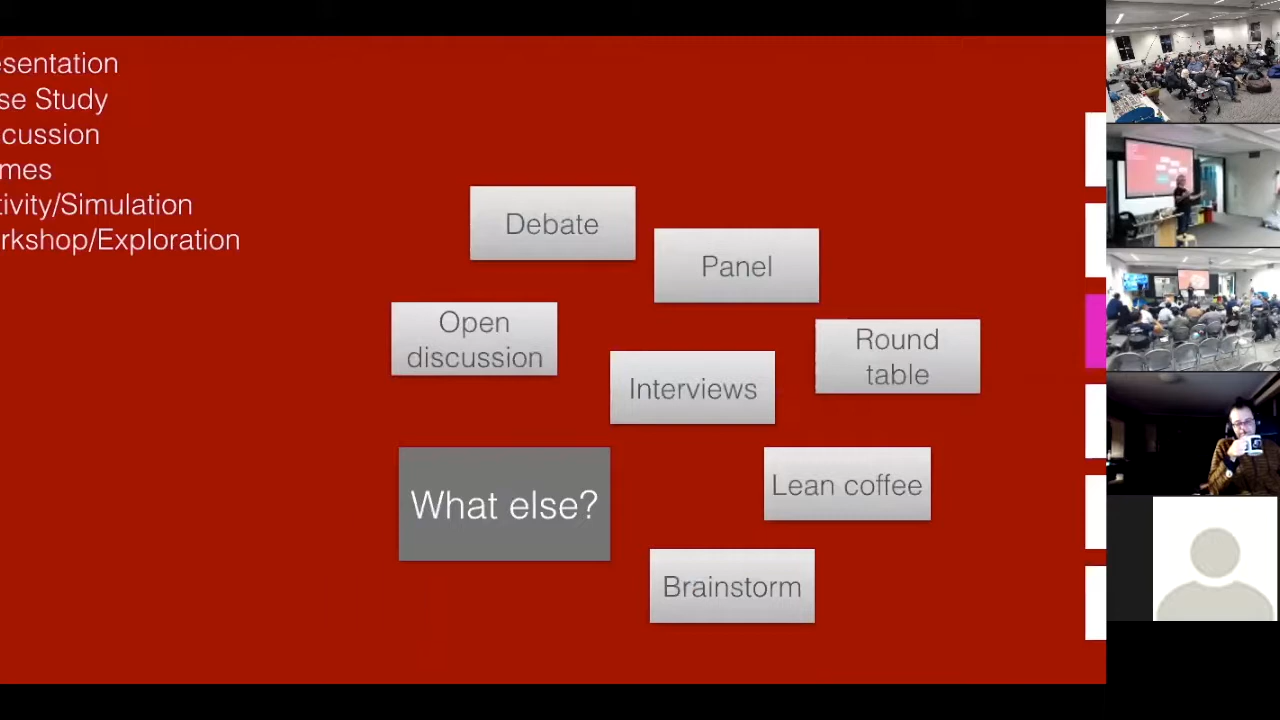 esentation
se Study
cussion
mes
tivity/Simulation
rkshop/Exploration
Debate
Panel
Open
discussion
Round
table
Interviews
Lean coffee
What else?
Brainstorm